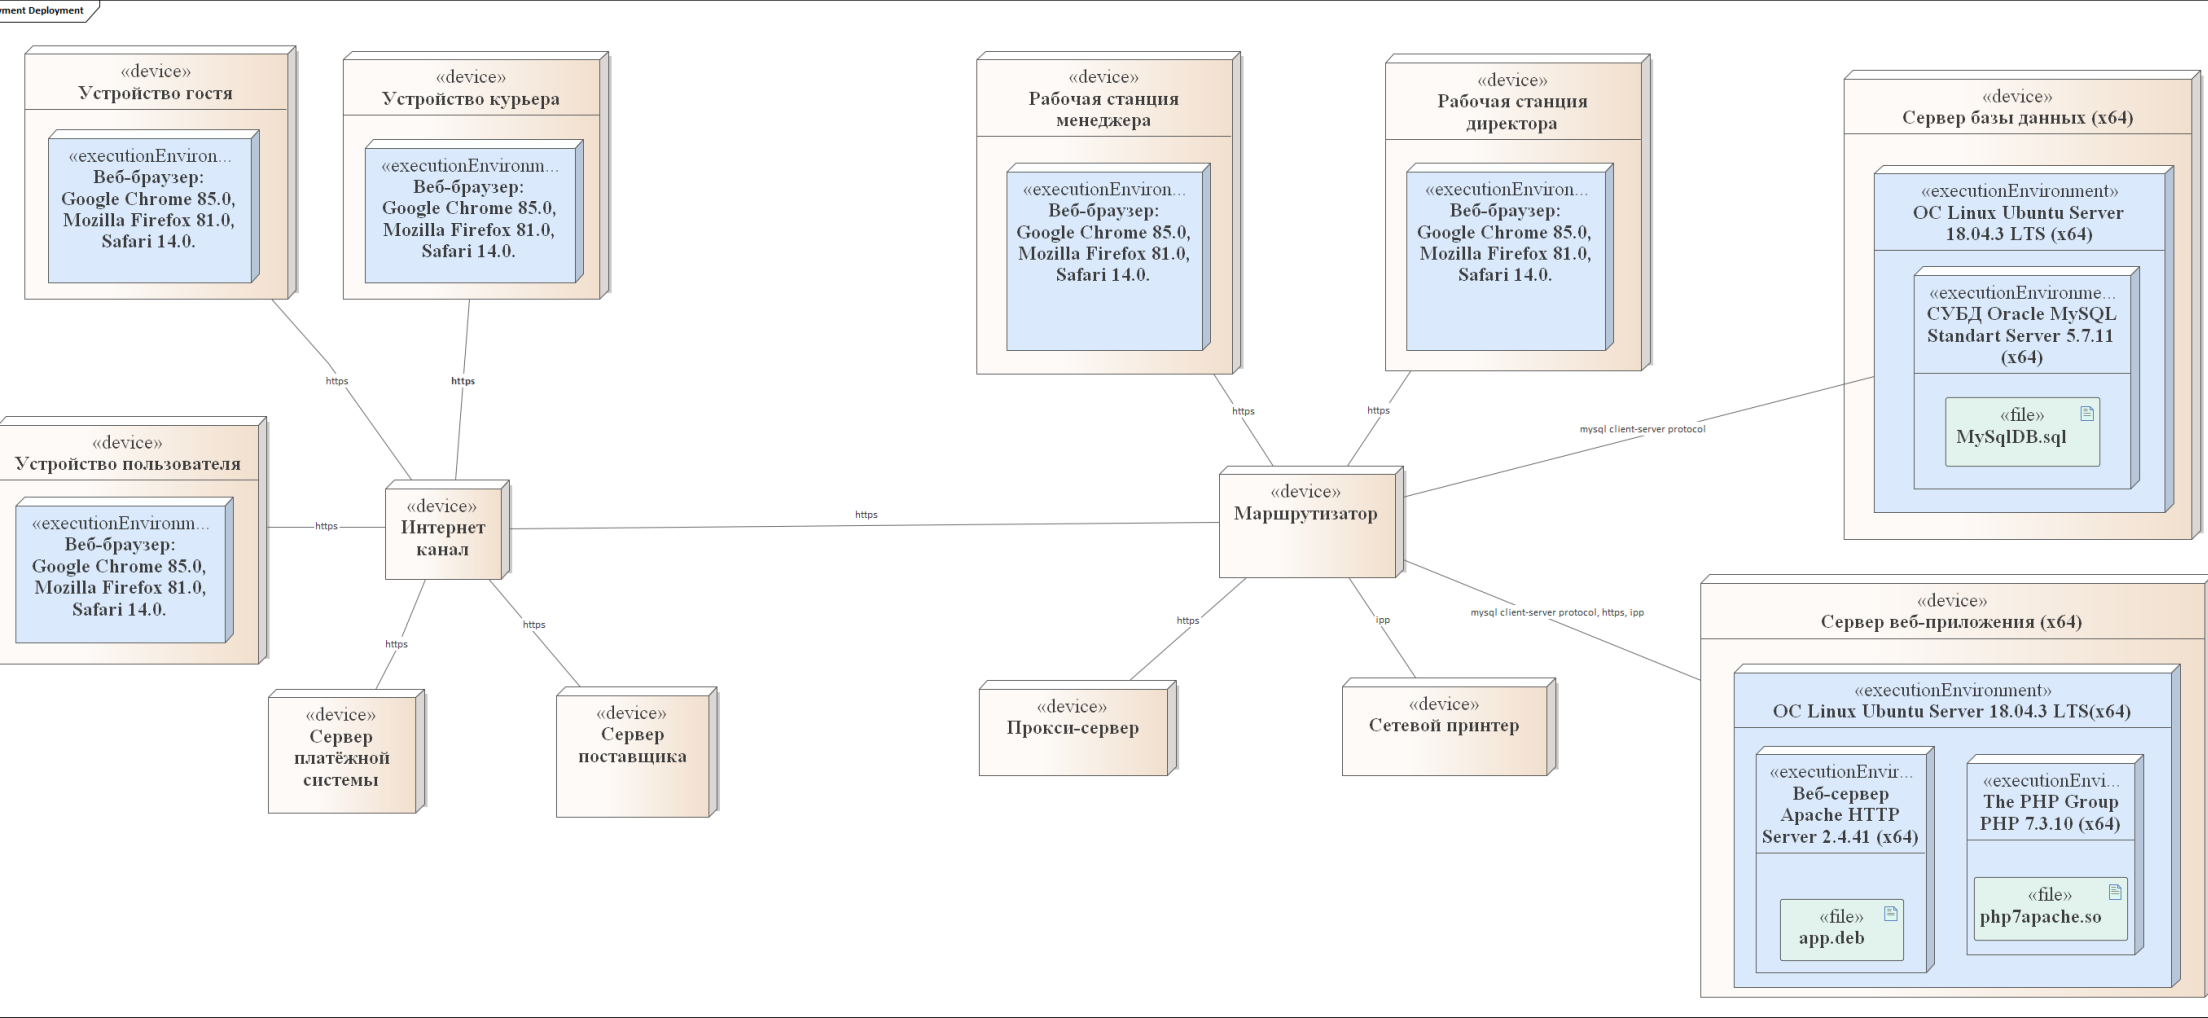 yment Deployment
«device»
Устройство гостя
«executionEnviron...
Веб-браузер:
Google Chrome 85.0,
Mozilla Firefox 81.0,
Safari 14.0.
«device»
Устройство курьера
«executionEnvironm...
Веб-браузер:
Google Chrome 85.0,
Mozilla Firefox 81.0,
Safari 14.0.
«device»
Рабочая станция
менеджера
«executionEnviron...
Веб-браузер:
Google Chrome 85.0,
Mozilla Firefox 81.0,
Safari 14.0.
«device»
Рабочая станция
директора
«executionEnviron...
Веб-браузер:
Google Chrome 85.0,
Mozilla Firefox 81.0,
Safari 14.0.
«device»
Сервер базы данных (x64)
«executionEnvironment»
ОС Linux Ubuntu Server
18.04.3 LTS (x64)
«executionEnvironme...
СУБД Oracle MySQL
Standart Server 5.7.11
(x64)
«file»
MySqlDB.sql
https
https
https
https
mysql client-server protocol
«device»
Устройство пользователя
«executionEnvironm...
Веб-браузер:
Google Chrome 85.0,
Mozilla Firefox 81.0,
Safari 14.0.
https
«device»
Интернет
канал
https
«device»
Маршрутизатор
https
https
https
ipp
mysql client-server protocol, https, ipp
«device»
Сервер
платёжной
системы
«device»
Сервер
поставщика
«device»
Прокси-сервер
«device»
Сетевой принтер
«device»
Сервер веб-приложения (x64)
«executionEnvironment»
ОС Linux Ubuntu Server 18.04.3 LTS(x64)
«executionEnvir...
Веб-сервер
Apache HTTP
Server 2.4.41 (x64)
«file»
app.deb
«executionEnvi...
The PHP Group
PHP 7.3.10 (x64)
«file»
php7apache.so